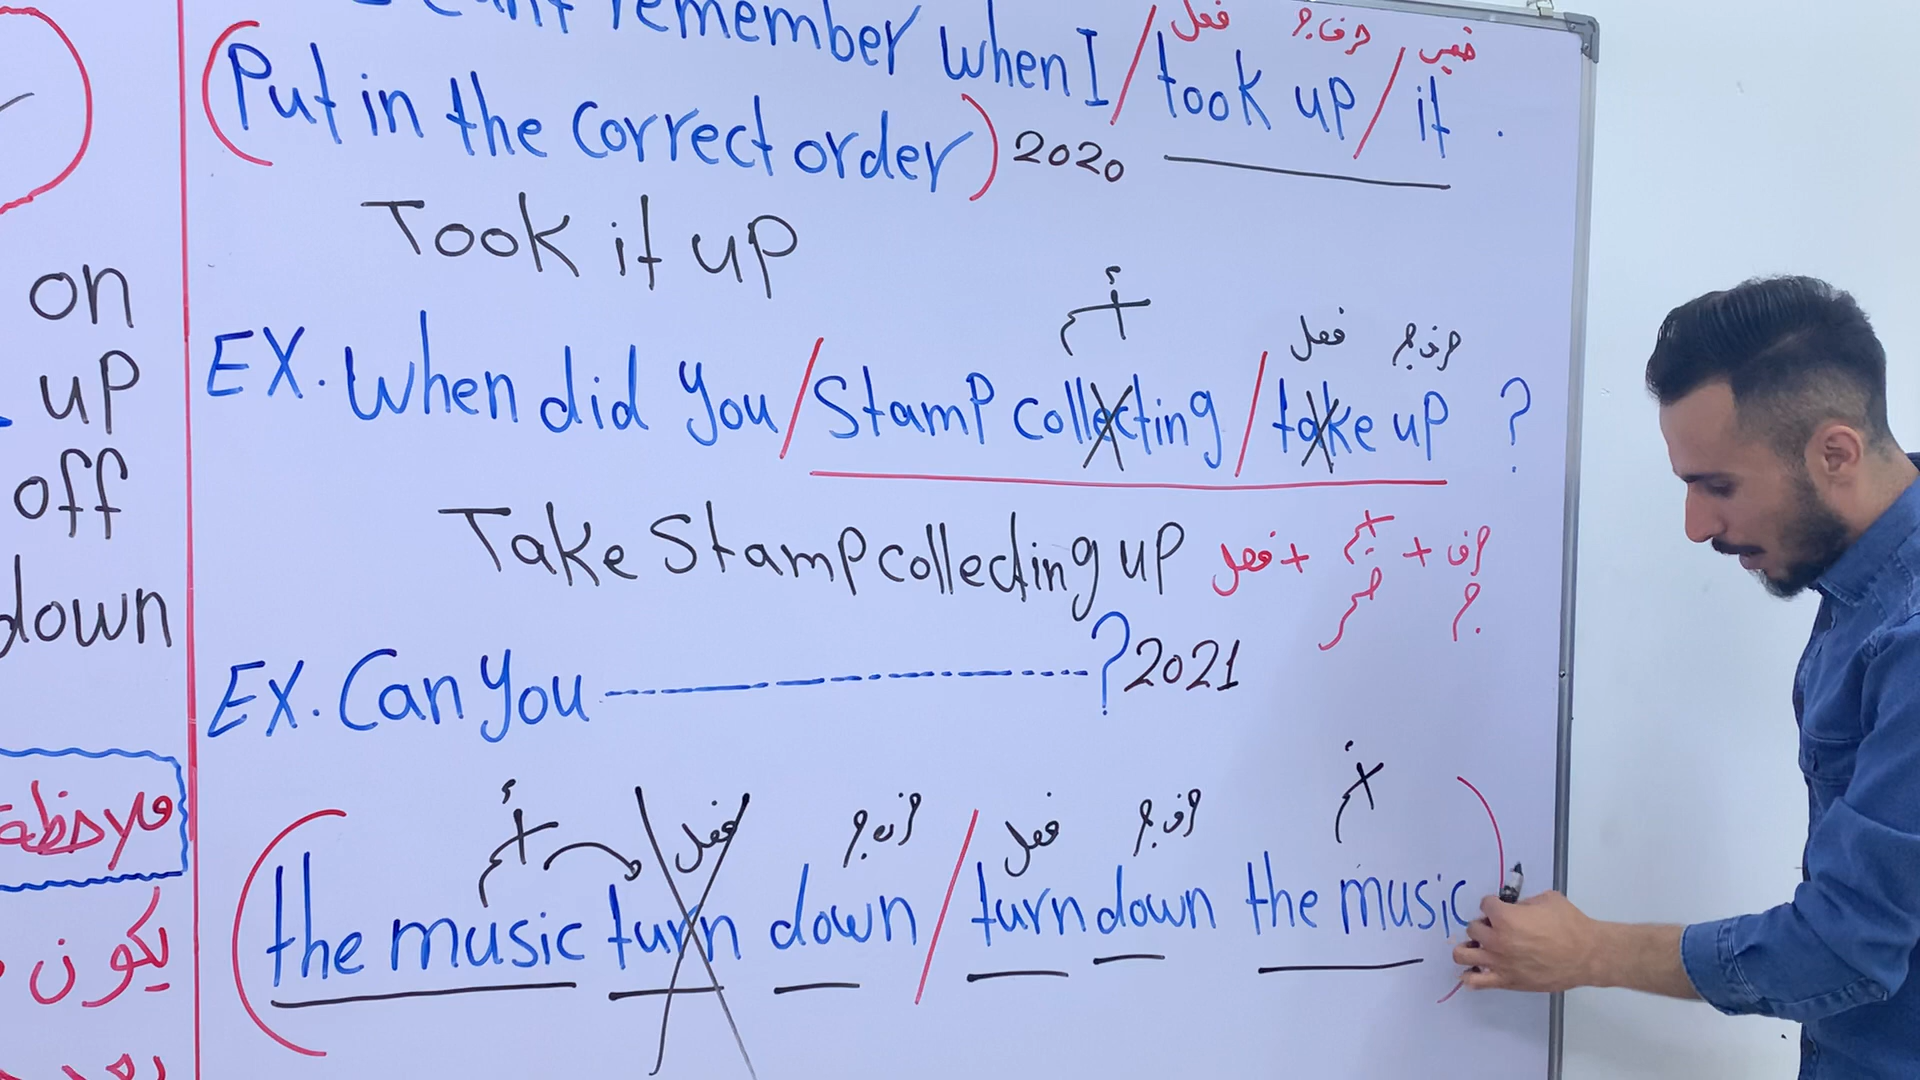 can't remember when I / took up / it .
فعل حرف ج ضمير
(Put in the correct order) 2020
Took it up
EX. When did you / Stamp collecting / take up ?
فعل حرف ج
Take Stamp collecting up
فعل + + حرف ج
EX. Can you ------------------? 2021
فعل حرف ج فعل حرف ج
(the music turn down / turn down the music)
on
up
off
down
ملاحظة
يكون
بعد